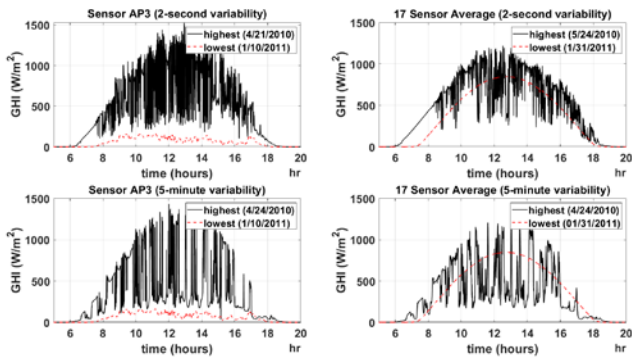 Sensor AP3 (2-second variability)
GHI (W/m²)
1500
1000
500
0
highest (4/21/2010)
lowest (1/10/2011)
6 8 10 12 14 16 18 20
time (hours)
hr
17 Sensor Average (2-second variability)
GHI (W/m²)
1500
1000
500
0
highest (5/24/2010)
lowest (1/31/2011)
6 8 10 12 14 16 18 20
time (hours)
hr
Sensor AP3 (5-minute variability)
GHI (W/m²)
1500
1000
500
0
highest (4/24/2010)
lowest (1/10/2011)
6 8 10 12 14 16 18 20
time (hours)
hr
17 Sensor Average (5-minute variability)
GHI (W/m²)
1500
1000
500
0
highest (4/24/2010)
lowest (01/31/2011)
6 8 10 12 14 16 18 20
time (hours)
hr